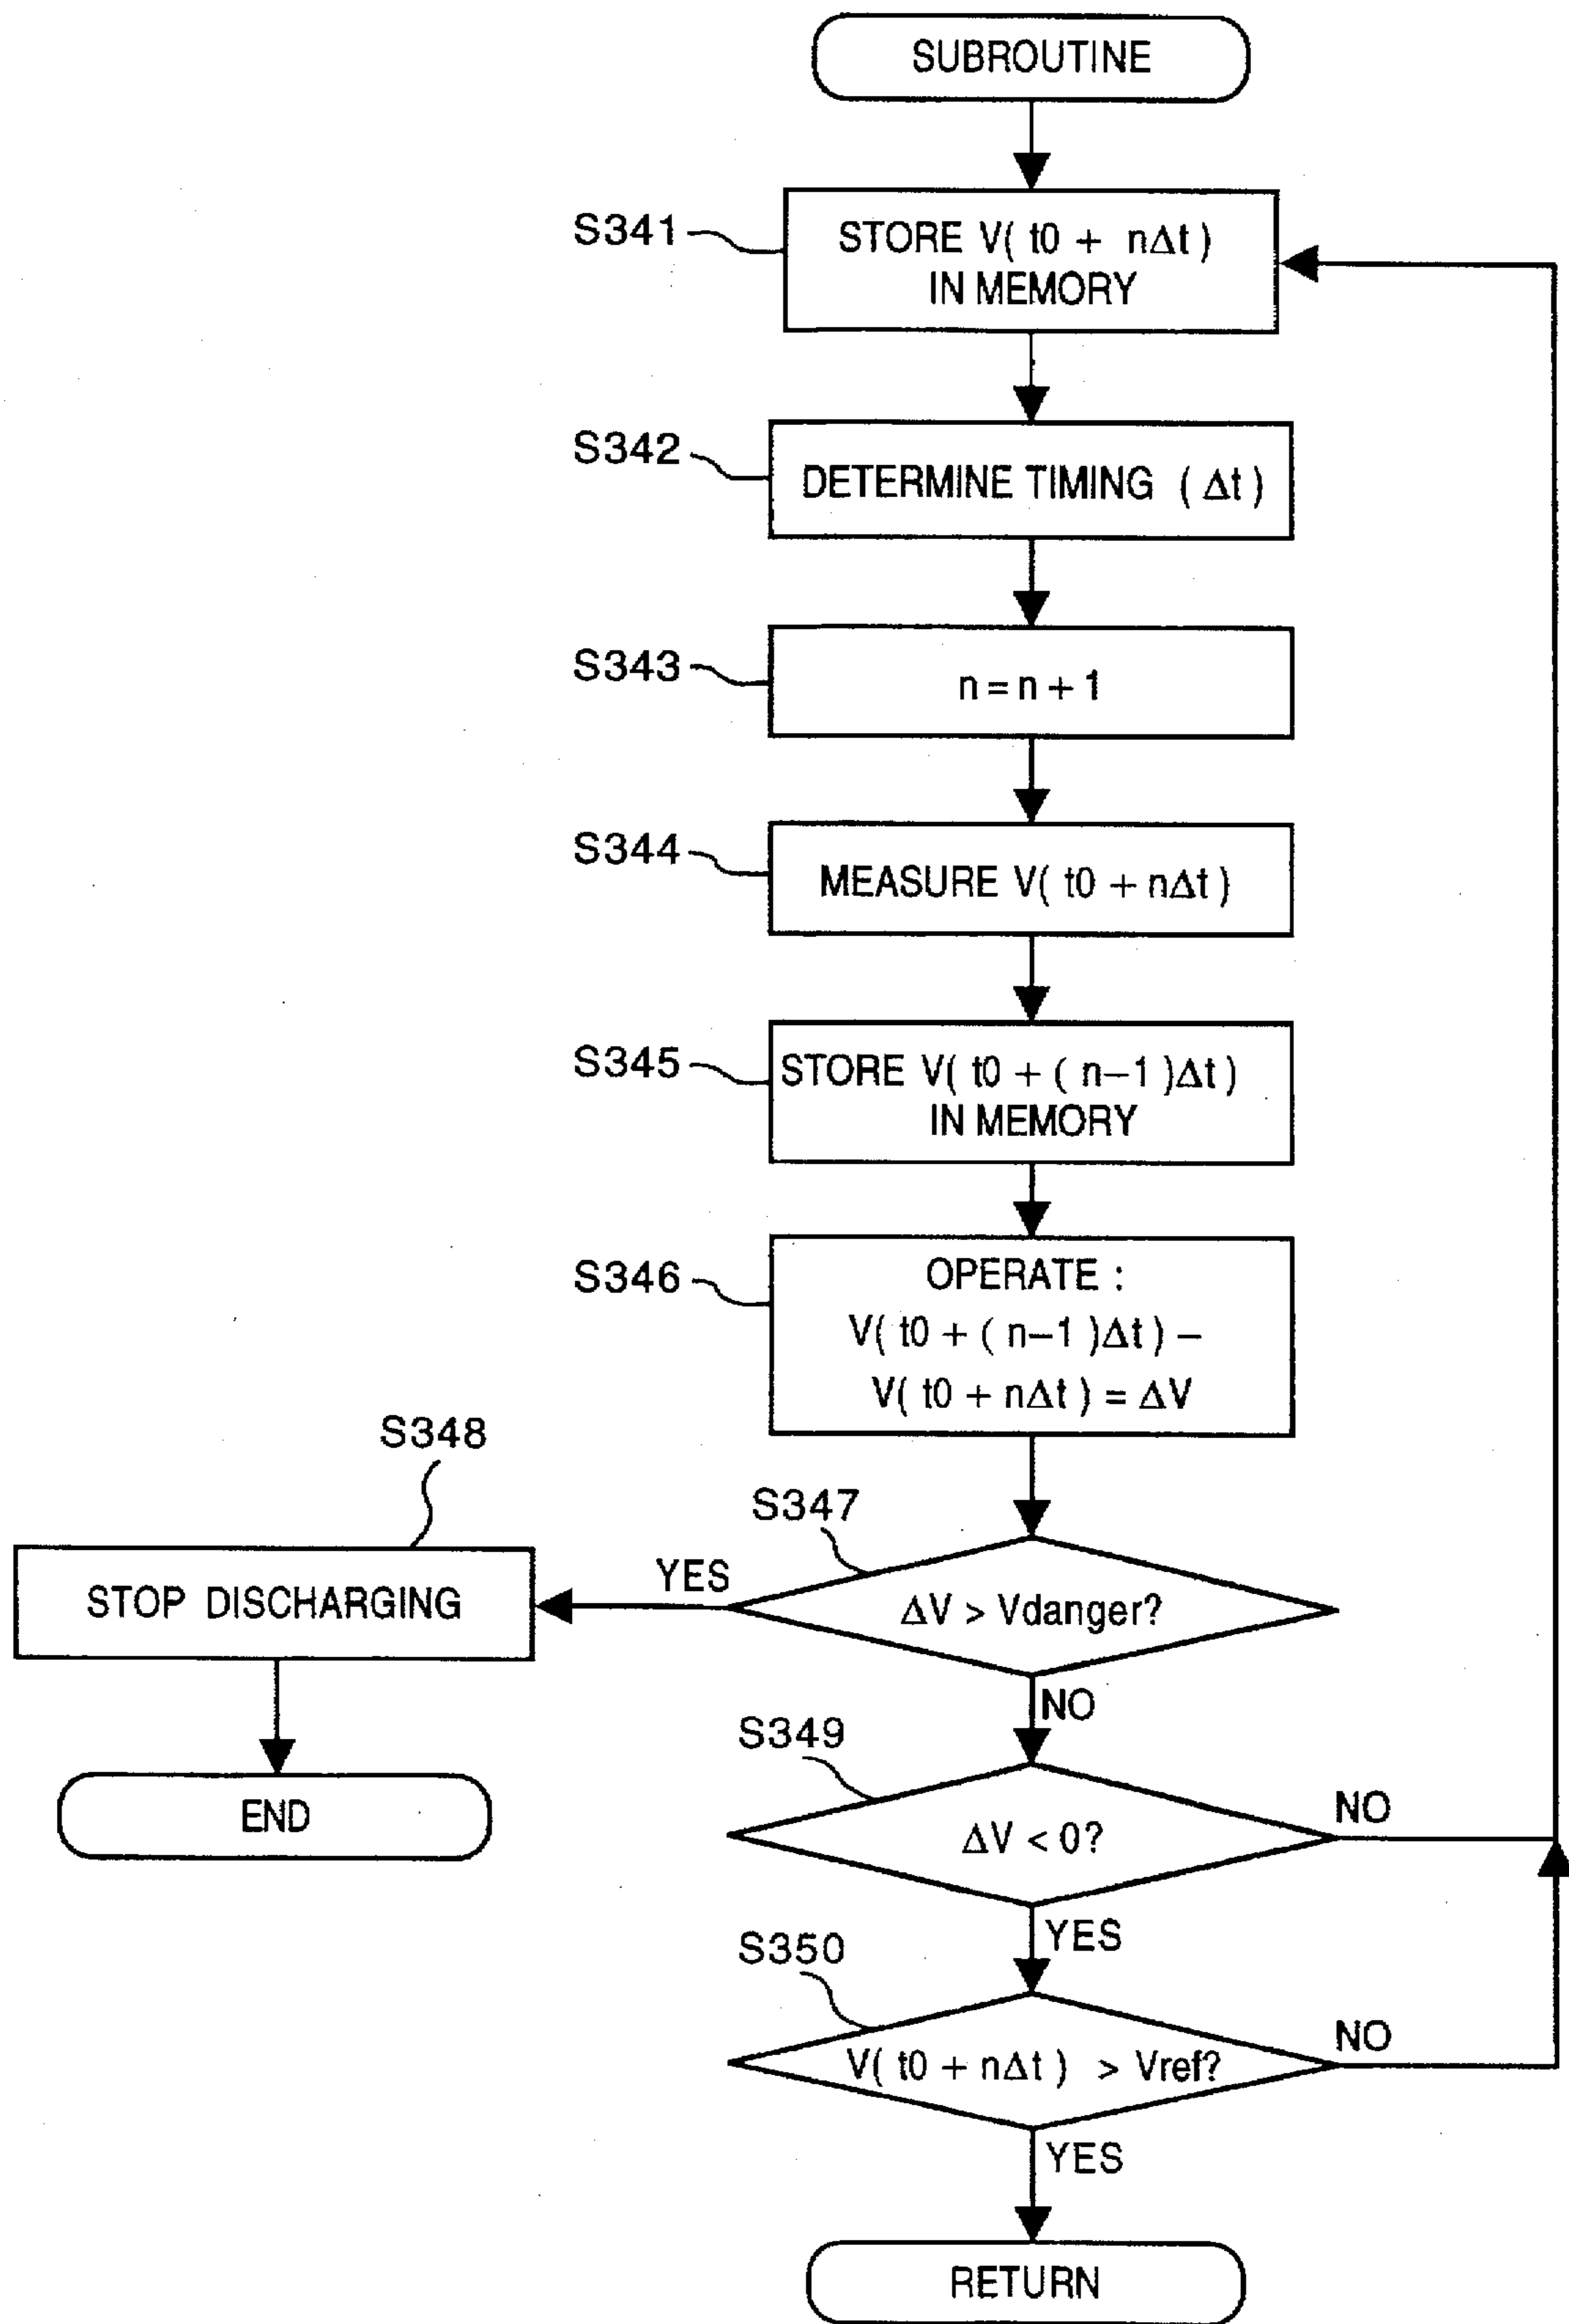 SUBROUTINE
S341
STORE V( t0 + nΔt )
IN MEMORY
S342
DETERMINE TIMING ( Δt )
S343
n = n + 1
S344
MEASURE V( t0 + nΔt )
S345
STORE V( t0 + ( n−1 )Δt )
IN MEMORY
S346
OPERATE :
V( t0 + ( n−1 )Δt ) −
V( t0 + nΔt ) = ΔV
S347
ΔV > Vdanger?
YES
S348
STOP DISCHARGING
END
NO
S349
ΔV < 0?
NO
YES
S350
V( t0 + nΔt ) > Vref?
NO
YES
RETURN